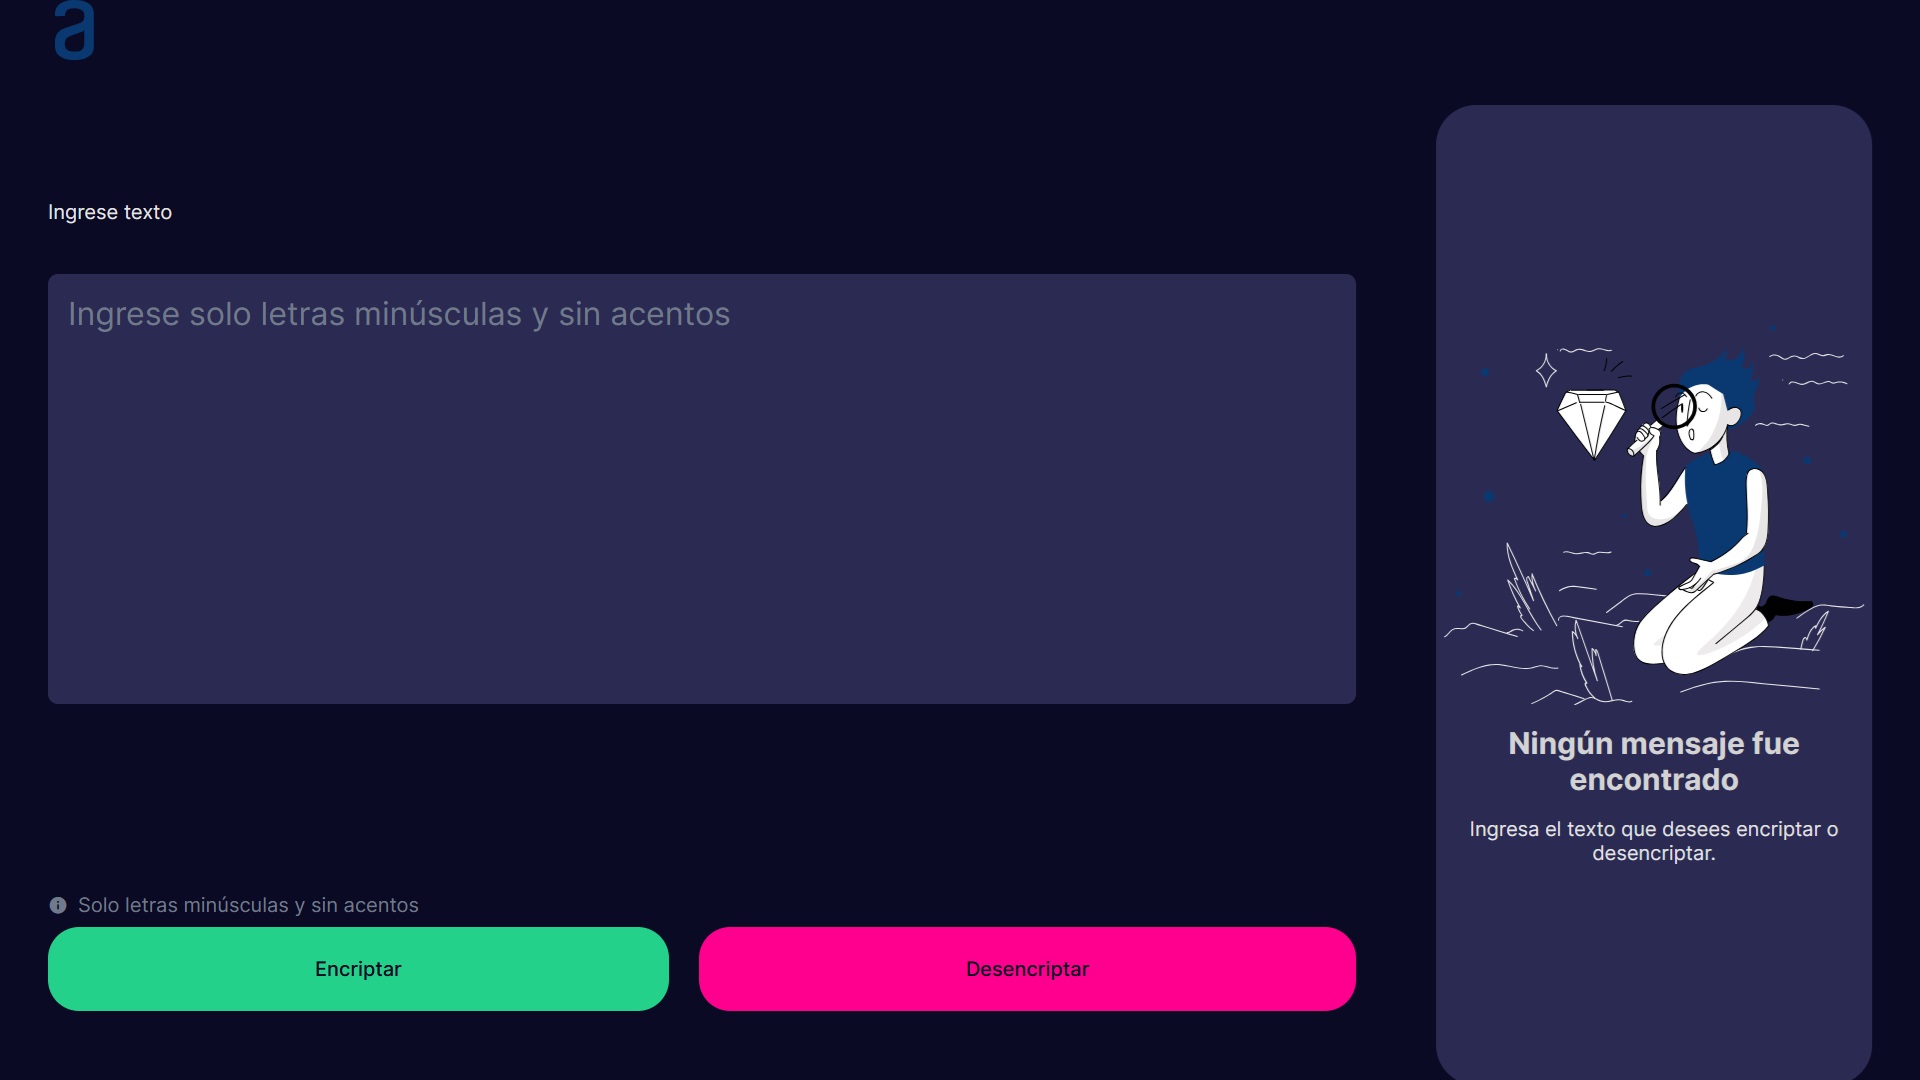 a
Ingrese texto
Ingrese solo letras minúsculas y sin acentos
Solo letras minúsculas y sin acentos
Encriptar
Desencriptar
Ningún mensaje fue
encontrado
Ingresa el texto que desees encriptar o
desencriptar.